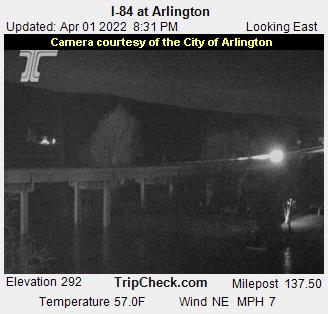 I-84 at Arlington
Updated: Apr 01 2022 8:31 PM Looking East
Camera courtesy of the City of Arlington
Elevation 292 TripCheck.com Milepost 137.50
Temperature 57.0F Wind NE MPH 7